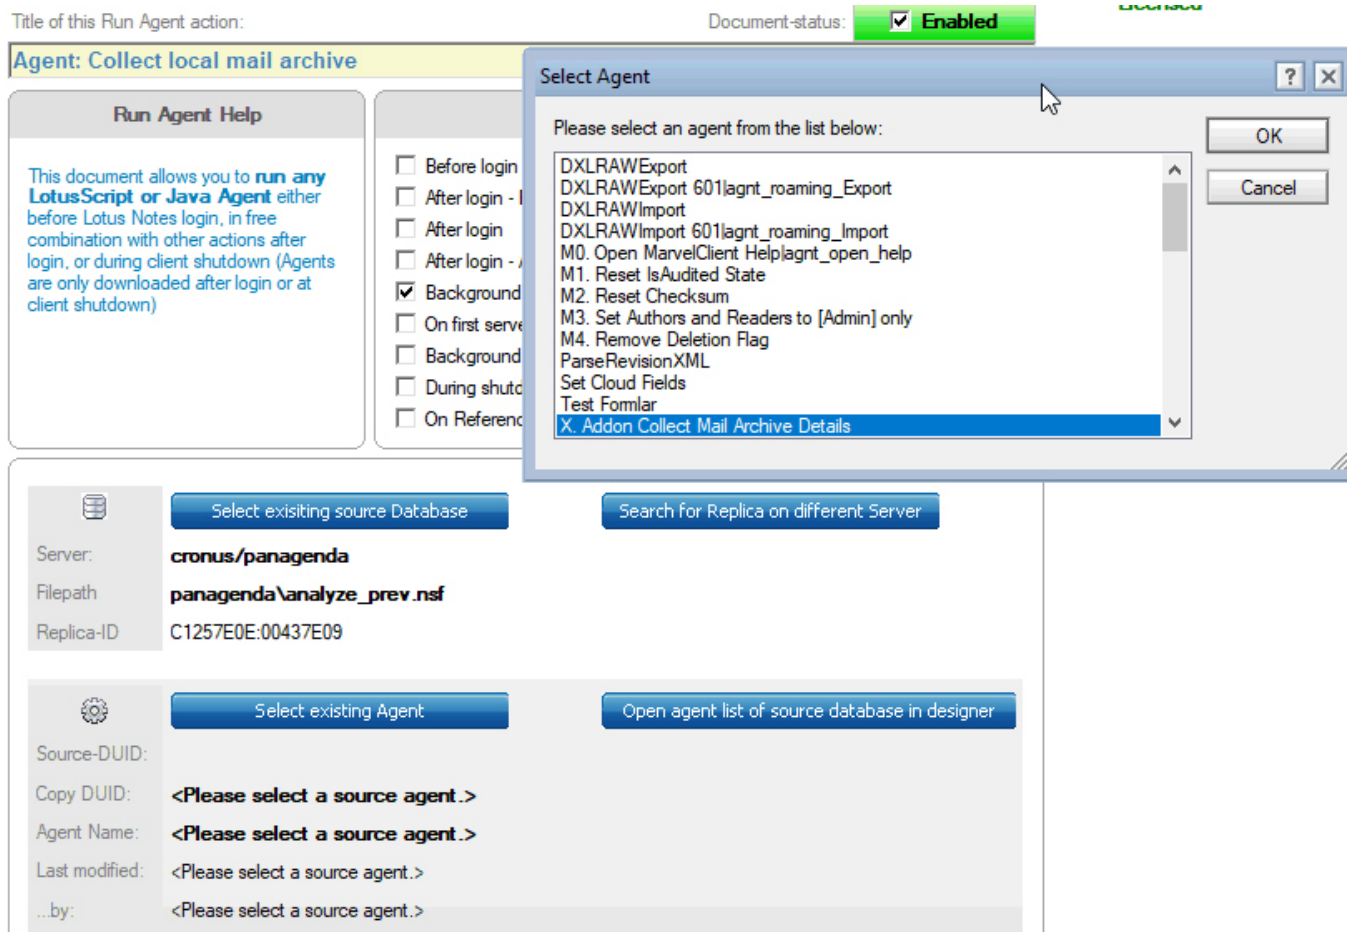 Title of this Run Agent action:
Document-status:
Enabled
Licensed
Agent: Collect local mail archive
Run Agent Help
This document allows you to run any
LotusScript or Java Agent either
before Lotus Notes login, in free
combination with other actions after
login, or during client shutdown (Agents
are only downloaded after login or at
client shutdown)
Before login
After login -
After login
After login -
Background
On first serve
Background
During shutd
On Referenc
Select Agent
Please select an agent from the list below:
DXLRAWExport
DXLRAWExport 601|agnt_roaming_Export
DXLRAWImport
DXLRAWImport 601|agnt_roaming_Import
M0. Open MarvelClient Help|agnt_open_help
M1. Reset IsAudited State
M2. Reset Checksum
M3. Set Authors and Readers to [Admin] only
M4. Remove Deletion Flag
ParseRevisionXML
Set Cloud Fields
Test Formlar
X. Addon Collect Mail Archive Details
OK
Cancel
Select exisiting source Database
Search for Replica on different Server
Server: cronus/panagenda
Filepath panagenda\analyze_prev.nsf
Replica-ID C1257E0E:00437E09
Select existing Agent
Open agent list of source database in designer
Source-DUID:
Copy DUID: <Please select a source agent.>
Agent Name: <Please select a source agent.>
Last modified: <Please select a source agent.>
...by: <Please select a source agent.>